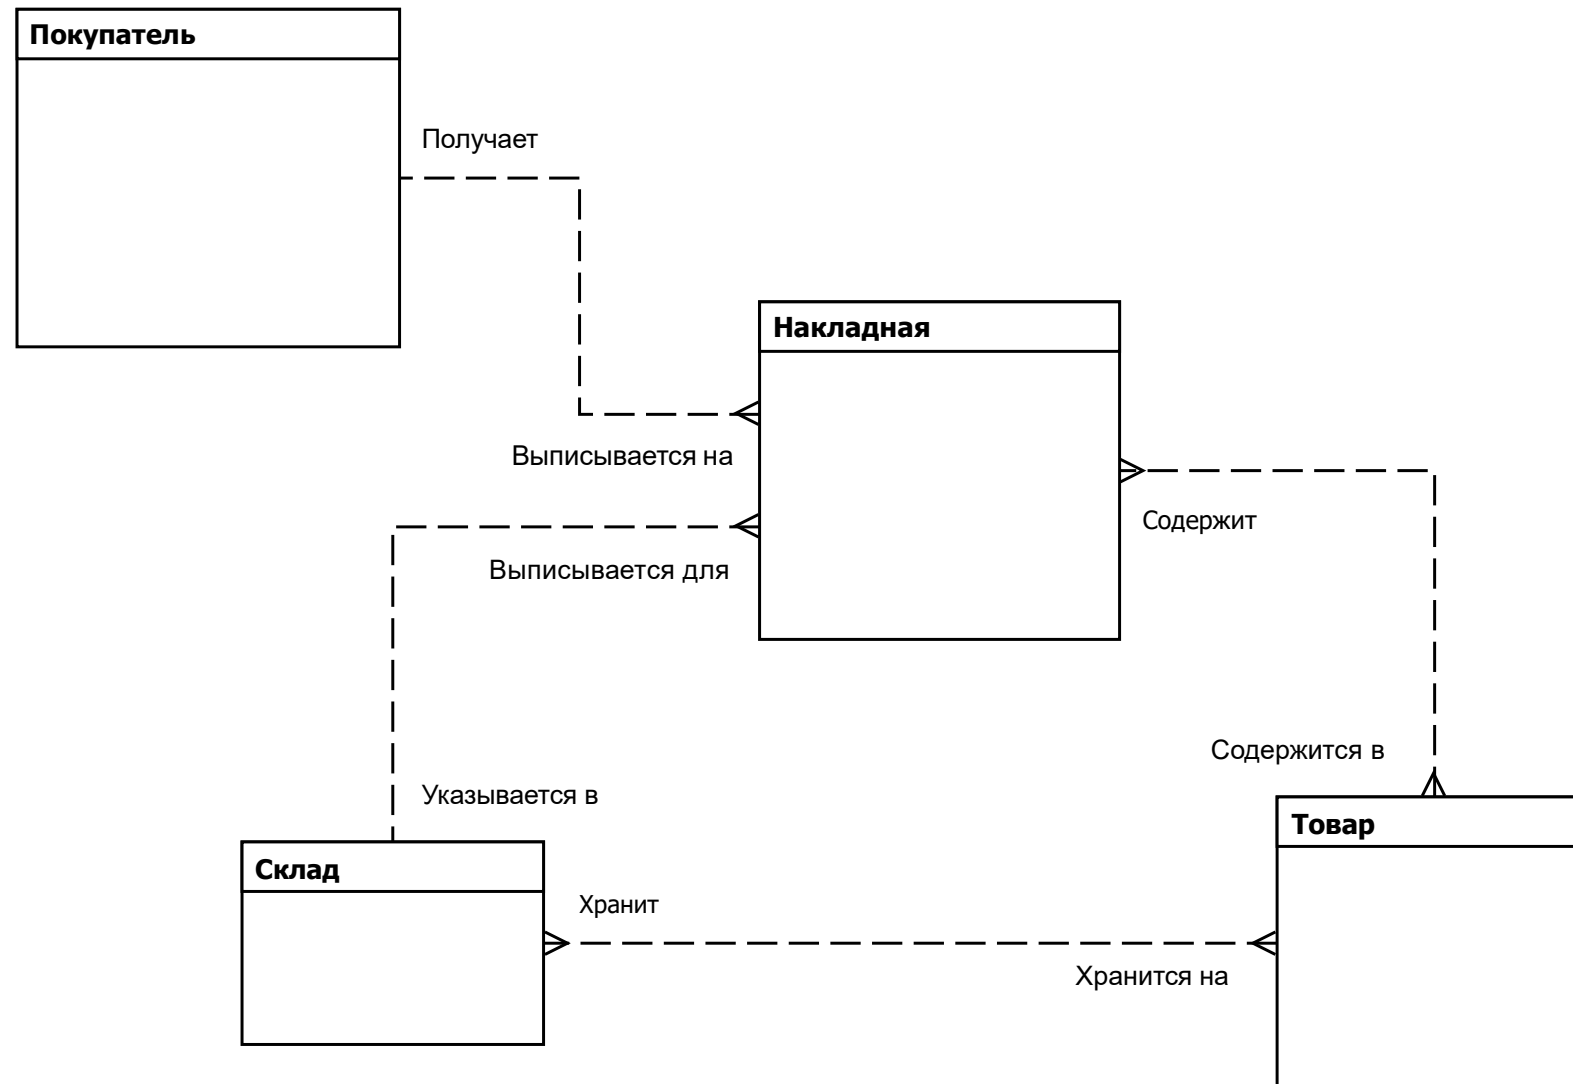 Покупатель
Получает
Накладная
Выписывается на
Содержит
Выписывается для
Содержится в
Указывается в
Товар
Склад
Хранит
Хранится на